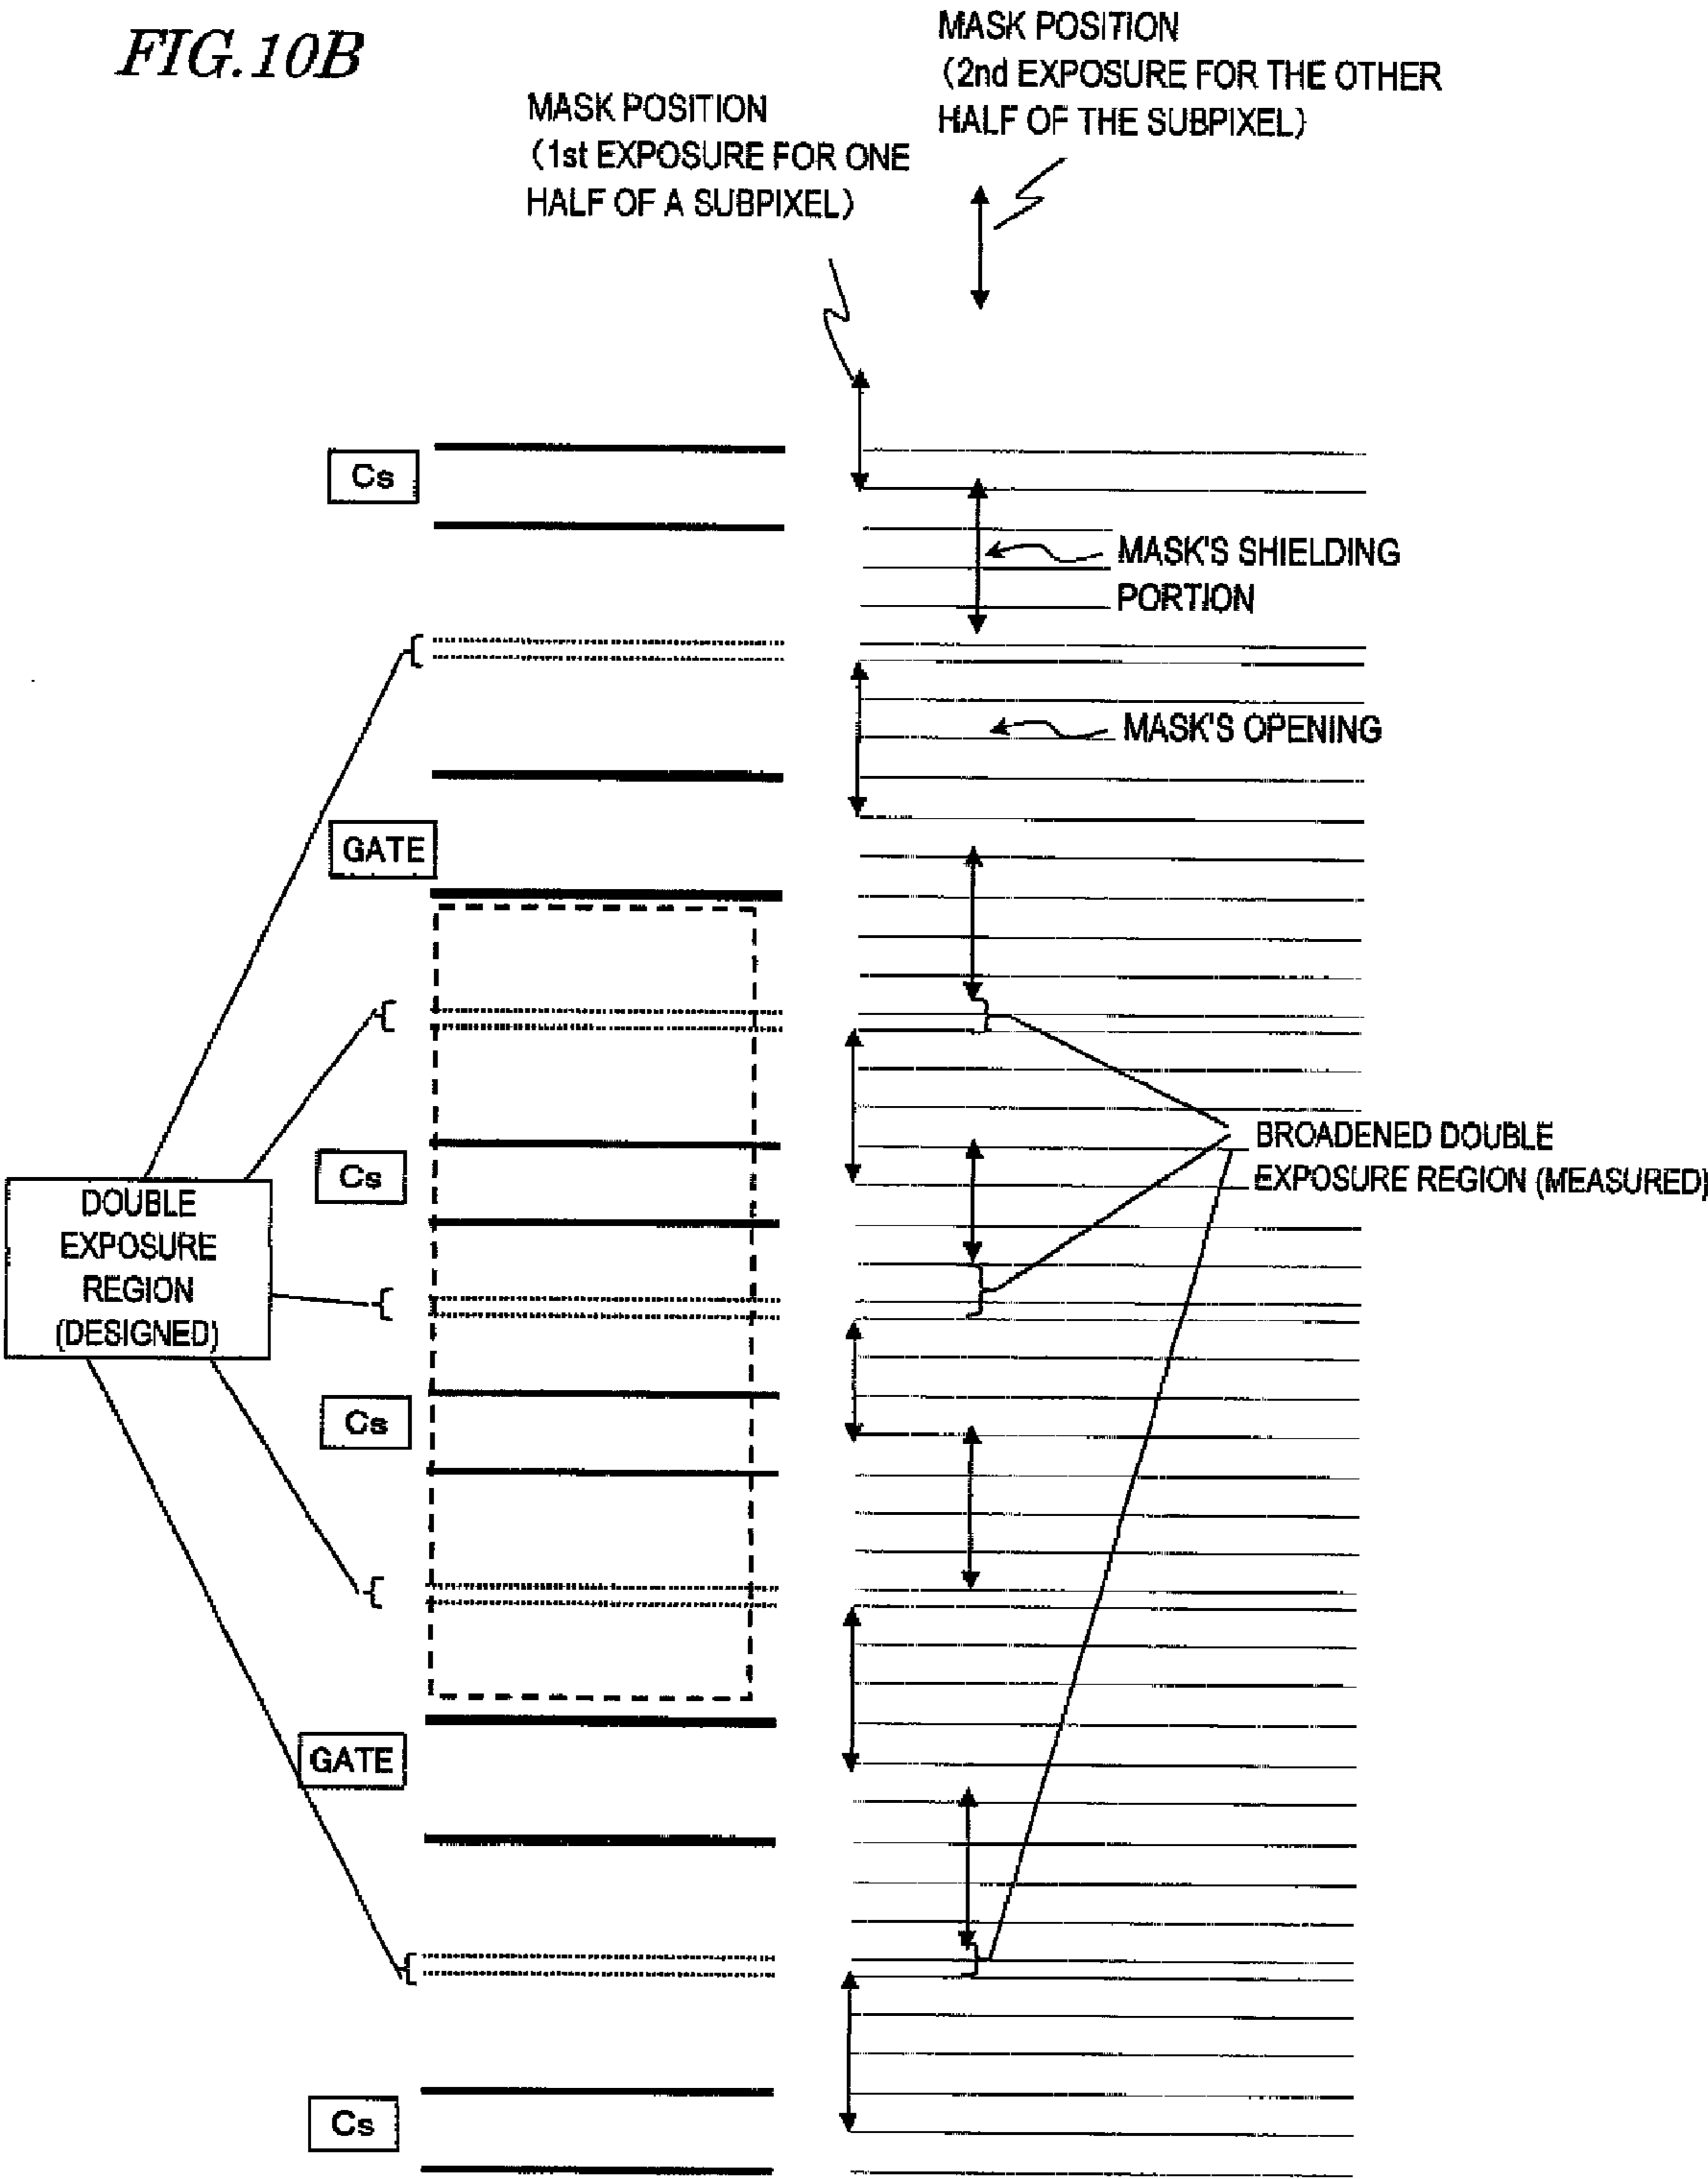 FIG.10B
MASK POSITION
(2nd EXPOSURE FOR THE OTHER
HALF OF THE SUBPIXEL)
MASK POSITION
(1st EXPOSURE FOR ONE
HALF OF A SUBPIXEL)
Cs
MASK'S SHIELDING
PORTION
MASK'S OPENING
GATE
BROADENED DOUBLE
EXPOSURE REGION (MEASURED)
Cs
DOUBLE
EXPOSURE
REGION
(DESIGNED)
Cs
GATE
Cs